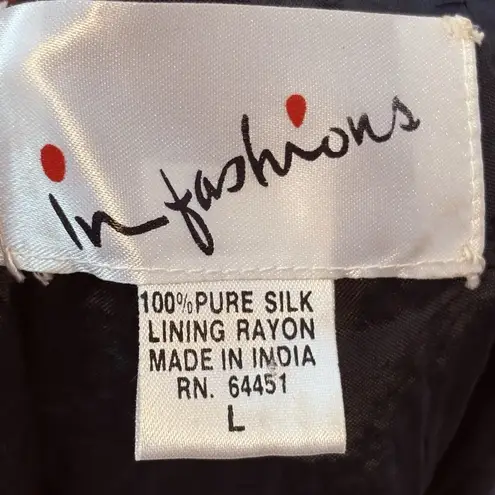 in fashions
100% PURE SILK
LINING RAYON
MADE IN INDIA
RN. 64451
L